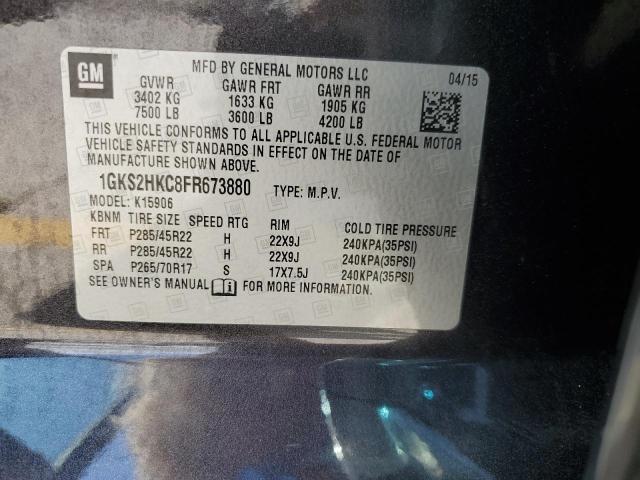 GM
MFD BY GENERAL MOTORS LLC 04/15
GVWR GAWR FRT GAWR RR
3402 KG 1633 KG 1905 KG
7500 LB 3600 LB 4200 LB
THIS VEHICLE CONFORMS TO ALL APPLICABLE U.S. FEDERAL MOTOR
VEHICLE SAFETY STANDARDS IN EFFECT ON THE DATE OF
MANUFACTURE SHOWN ABOVE.
1GKS2HKC8FR673880 TYPE: M.P.V.
MODEL: K15906
KBNM TIRE SIZE SPEED RTG RIM COLD TIRE PRESSURE
FRT P285/45R22 H 22X9J 240KPA(35PSI)
RR P285/45R22 H 22X9J 240KPA(35PSI)
SPA P265/70R17 S 17X7.5J 240KPA(35PSI)
SEE OWNER'S MANUAL i FOR MORE INFORMATION.